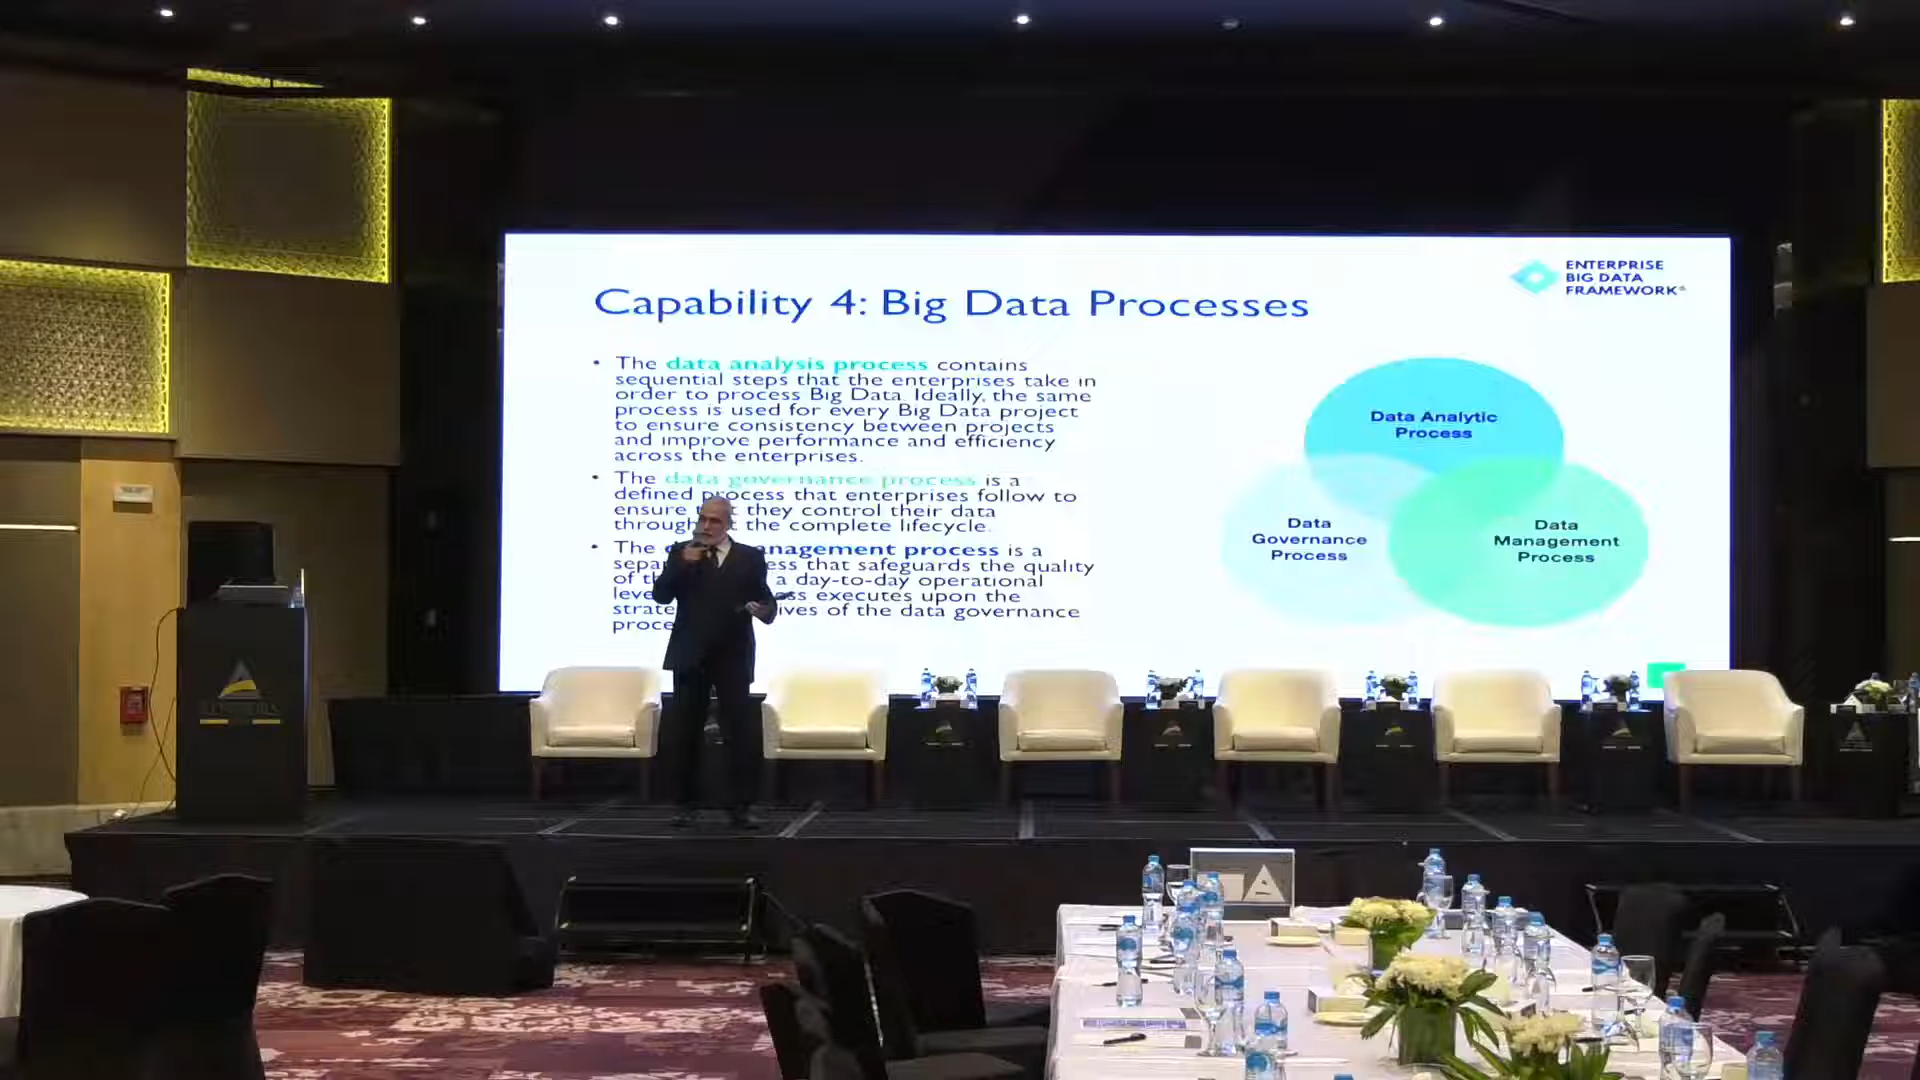 ENTERPRISE
BIG DATA
FRAMEWORK®
Capability 4: Big Data Processes
• The data analysis process contains
sequential steps that the enterprises take in
order to process Big Data. Ideally, the same
process is used for every Big Data project
to ensure consistency between projects
and improve performance and efficiency
across the enterprises.
• The data governance process is a
defined process that enterprises follow to
ensure they control their data
through the complete lifecycle.
• The management process is a
that safeguards the quality
of a day-to-day operational
executes upon the
of the data governance
Data Analytic
Process
Data
Governance
Process
Data
Management
Process